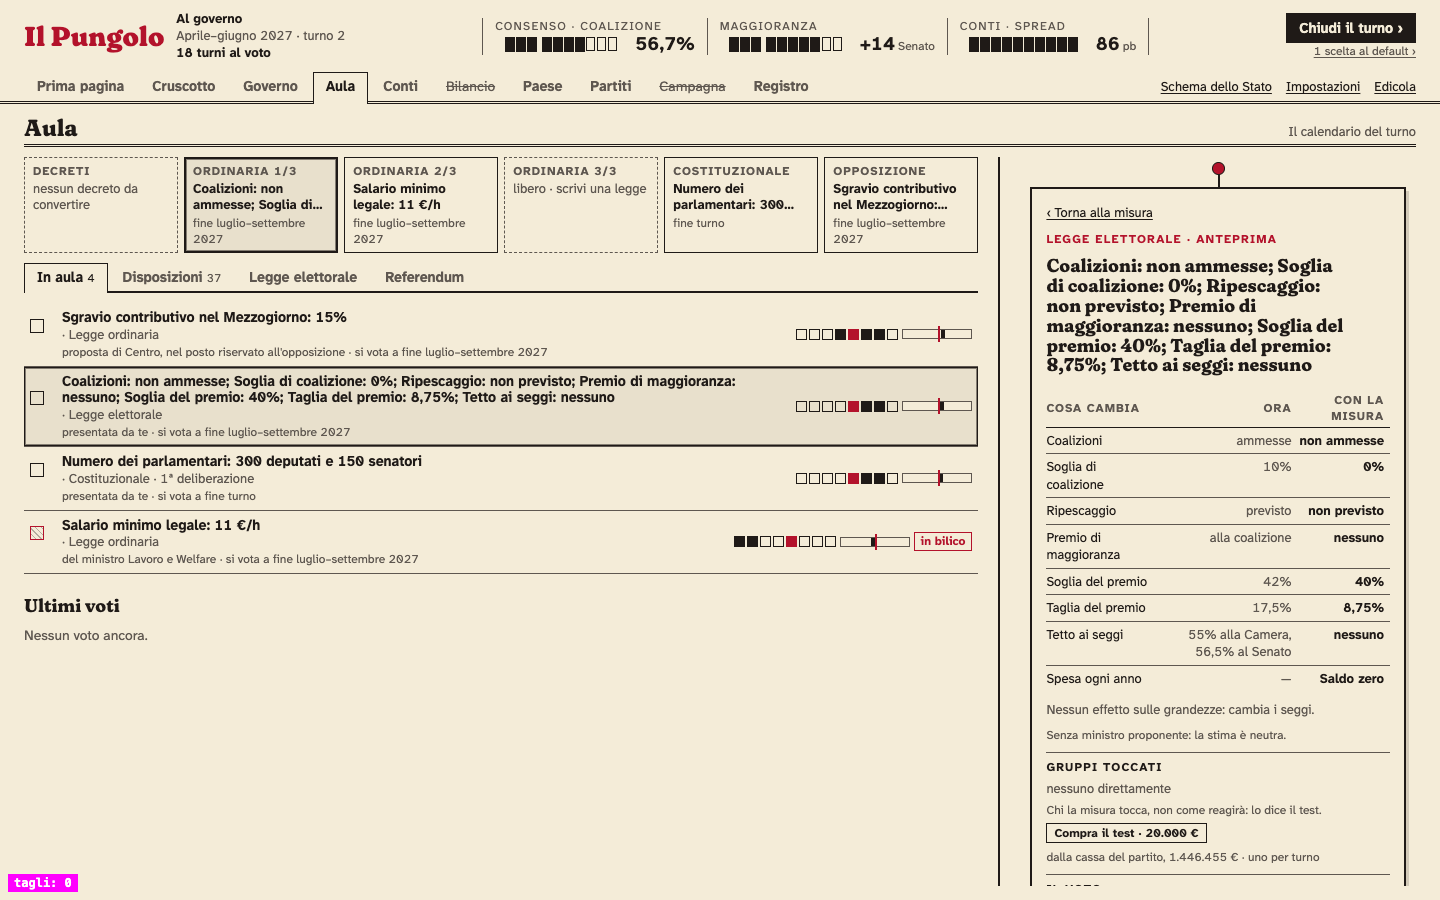 Il Pungolo
Al governo
Aprile–giugno 2027 · turno 2
18 turni al voto
CONSENSO · COALIZIONE
56,7%
MAGGIORANZA
+14 Senato
CONTI · SPREAD
86 pb
Chiudi il turno ›
1 scelta al default ›
Prima pagina Cruscotto Governo Aula Conti Bilancio Paese Partiti Campagna Registro
Schema dello Stato Impostazioni Edicola
Aula
Il calendario del turno
DECRETI
nessun decreto da
convertire
ORDINARIA 1/3
Coalizioni: non
ammesse; Soglia di...
fine luglio–settembre
2027
ORDINARIA 2/3
Salario minimo
legale: 11 €/h
fine luglio–settembre
2027
ORDINARIA 3/3
libero · scrivi una legge
COSTITUZIONALE
Numero dei
parlamentari: 300...
fine turno
OPPOSIZIONE
Sgravio contributivo
nel Mezzogiorno:...
fine luglio–settembre
2027
In aula 4 Disposizioni 37 Legge elettorale Referendum
Sgravio contributivo nel Mezzogiorno: 15%
· Legge ordinaria
proposta di Centro, nel posto riservato all'opposizione · si vota a fine luglio–settembre 2027
Coalizioni: non ammesse; Soglia di coalizione: 0%; Ripescaggio: non previsto; Premio di maggioranza:
nessuno; Soglia del premio: 40%; Taglia del premio: 8,75%; Tetto ai seggi: nessuno
· Legge elettorale
presentata da te · si vota a fine luglio–settembre 2027
Numero dei parlamentari: 300 deputati e 150 senatori
· Costituzionale · 1ª deliberazione
presentata da te · si vota a fine turno
Salario minimo legale: 11 €/h
· Legge ordinaria
del ministro Lavoro e Welfare · si vota a fine luglio–settembre 2027
in bilico
Ultimi voti
Nessun voto ancora.
‹ Torna alla misura
LEGGE ELETTORALE · ANTEPRIMA
Coalizioni: non ammesse; Soglia
di coalizione: 0%; Ripescaggio:
non previsto; Premio di
maggioranza: nessuno; Soglia del
premio: 40%; Taglia del premio:
8,75%; Tetto ai seggi: nessuno
COSA CAMBIA ORA CON LA
MISURA
Coalizioni ammesse non ammesse
Soglia di 10% 0%
coalizione
Ripescaggio previsto non previsto
Premio di alla coalizione nessuno
maggioranza
Soglia del premio 42% 40%
Taglia del premio 17,5% 8,75%
Tetto ai seggi 55% alla Camera, nessuno
56,5% al Senato
Spesa ogni anno — Saldo zero
Nessun effetto sulle grandezze: cambia i seggi.
Senza ministro proponente: la stima è neutra.
GRUPPI TOCCATI
nessuno direttamente
Chi la misura tocca, non come reagirà: lo dice il test.
Compra il test · 20.000 €
dalla cassa del partito, 1.446.455 € · uno per turno
tagli: 0